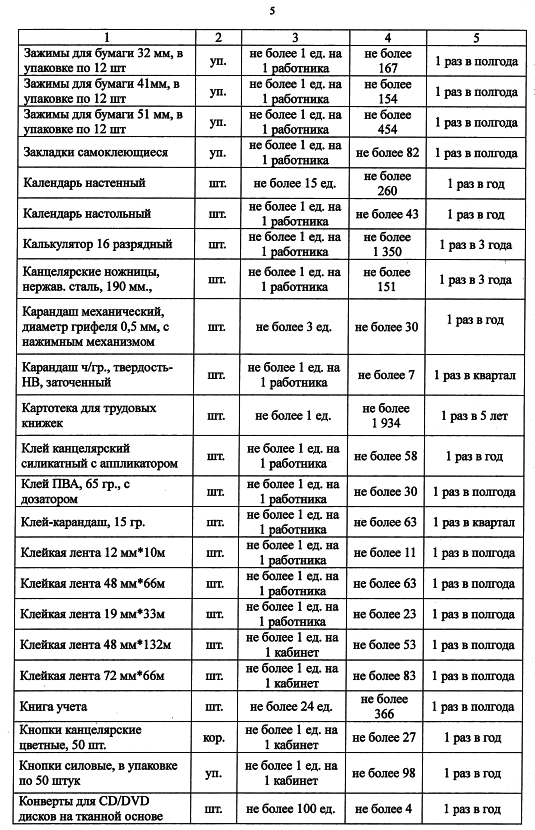 5
1 2 3 4 5
Зажимы для бумаги 32 мм, в упаковке по 12 шт уп. не более 1 ед. на 1 работника не более 167 1 раз в полгода
Зажимы для бумаги 41мм, в упаковке по 12 шт уп. не более 1 ед. на 1 работника не более 154 1 раз в полгода
Зажимы для бумаги 51 мм, в упаковке по 12 шт уп. не более 1 ед. на 1 работника не более 454 1 раз в полгода
Закладки самоклеющиеся уп. не более 1 ед. на 1 работника не более 82 1 раз в полгода
Календарь настенный шт. не более 15 ед. не более 260 1 раз в год
Календарь настольный шт. не более 1 ед. на 1 работника не более 43 1 раз в год
Калькулятор 16 разрядный шт. не более 1 ед. на 1 работника не более 1 350 1 раз в 3 года
Канцелярские ножницы, нержав. сталь, 190 мм., шт. не более 1 ед. на 1 работника не более 151 1 раз в 3 года
Карандаш механический, диаметр грифеля 0,5 мм, с нажимным механизмом шт. не более 3 ед. не более 30 1 раз в год
Карандаш ч/гр., твердость-НВ, заточенный шт. не более 1 ед. на 1 работника не более 7 1 раз в квартал
Картотека для трудовых книжек шт. не более 1 ед. не более 1 934 1 раз в 5 лет
Клей канцелярский силикатный с аппликатором шт. не более 1 ед. на 1 работника не более 58 1 раз в год
Клей ПВА, 65 гр., с дозатором шт. не более 1 ед. на 1 работника не более 30 1 раз в полгода
Клей-карандаш, 15 гр. шт. не более 1 ед. на 1 работника не более 63 1 раз в квартал
Клейкая лента 12 мм*10м шт. не более 1 ед. на 1 работника не более 11 1 раз в полгода
Клейкая лента 48 мм*66м шт. не более 1 ед. на 1 работника не более 63 1 раз в полгода
Клейкая лента 19 мм*33м шт. не более 1 ед. на 1 работника не более 23 1 раз в полгода
Клейкая лента 48 мм*132м шт. не более 1 ед. на 1 кабинет не более 53 1 раз в полгода
Клейкая лента 72 мм*66м шт. не более 1 ед. на 1 кабинет не более 83 1 раз в полгода
Книга учета шт. не более 24 ед. не более 366 1 раз в полгода
Кнопки канцелярские цветные, 50 шт. кор. не более 1 ед. на 1 кабинет не более 27 1 раз в год
Кнопки силовые, в упаковке по 50 штук уп. не более 1 ед. на 1 кабинет не более 98 1 раз в год
Конверты для CD/DVD дисков на тканной основе шт. не более 100 ед. не более 4 1 раз в год